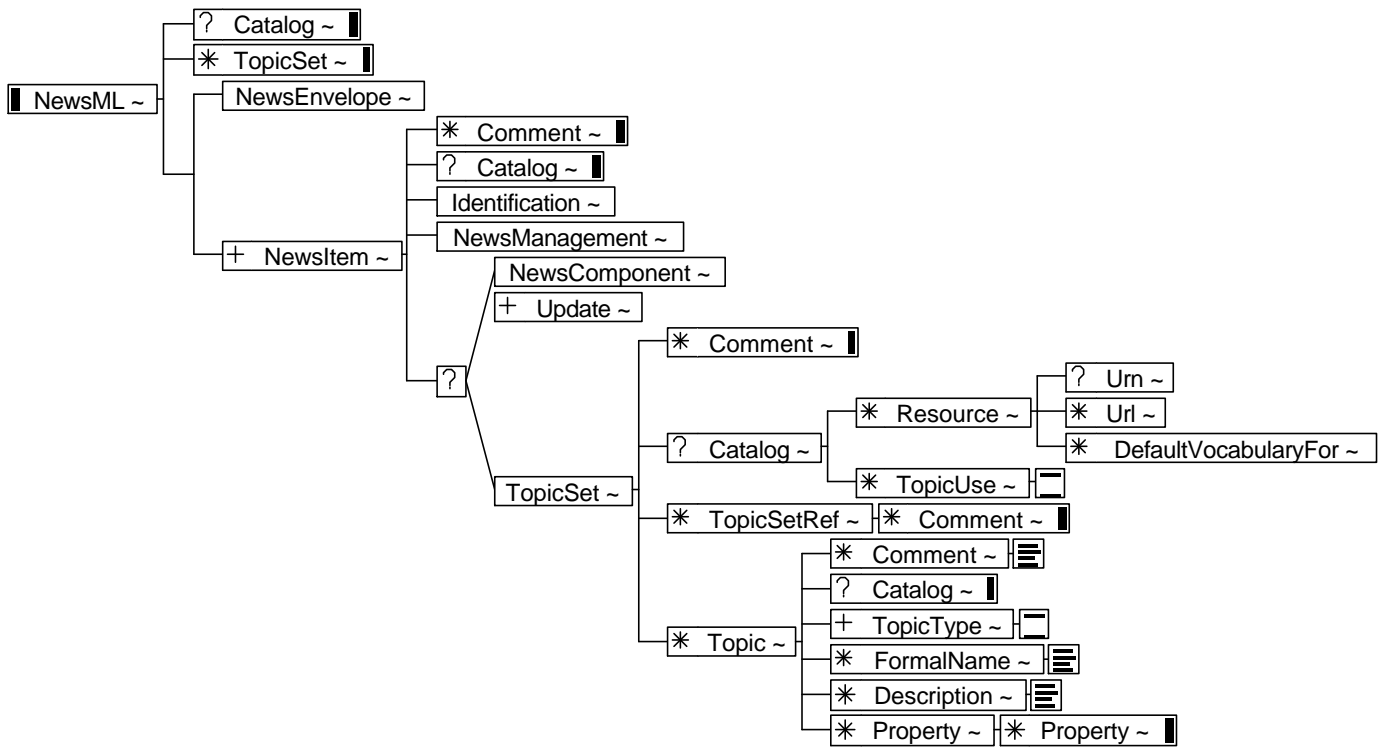 ? Catalog ~
* TopicSet ~
NewsML ~
NewsEnvelope ~
* Comment ~
? Catalog ~
Identification ~
NewsManagement ~
+ NewsItem ~
NewsComponent ~
+ Update ~
* Comment ~
?
? Urn ~
* Resource ~
* Url ~
? Catalog ~
* DefaultVocabularyFor ~
* TopicUse ~
TopicSet ~
* TopicSetRef ~ * Comment ~
* Comment ~
? Catalog ~
+ TopicType ~
* Topic ~
* FormalName ~
* Description ~
* Property ~ * Property ~